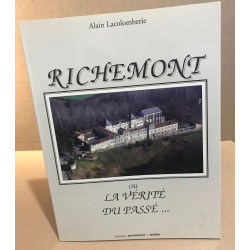 Alain Lacolomberie
RICHEMONT
ou
LA VÉRITÉ
DU PASSÉ ...